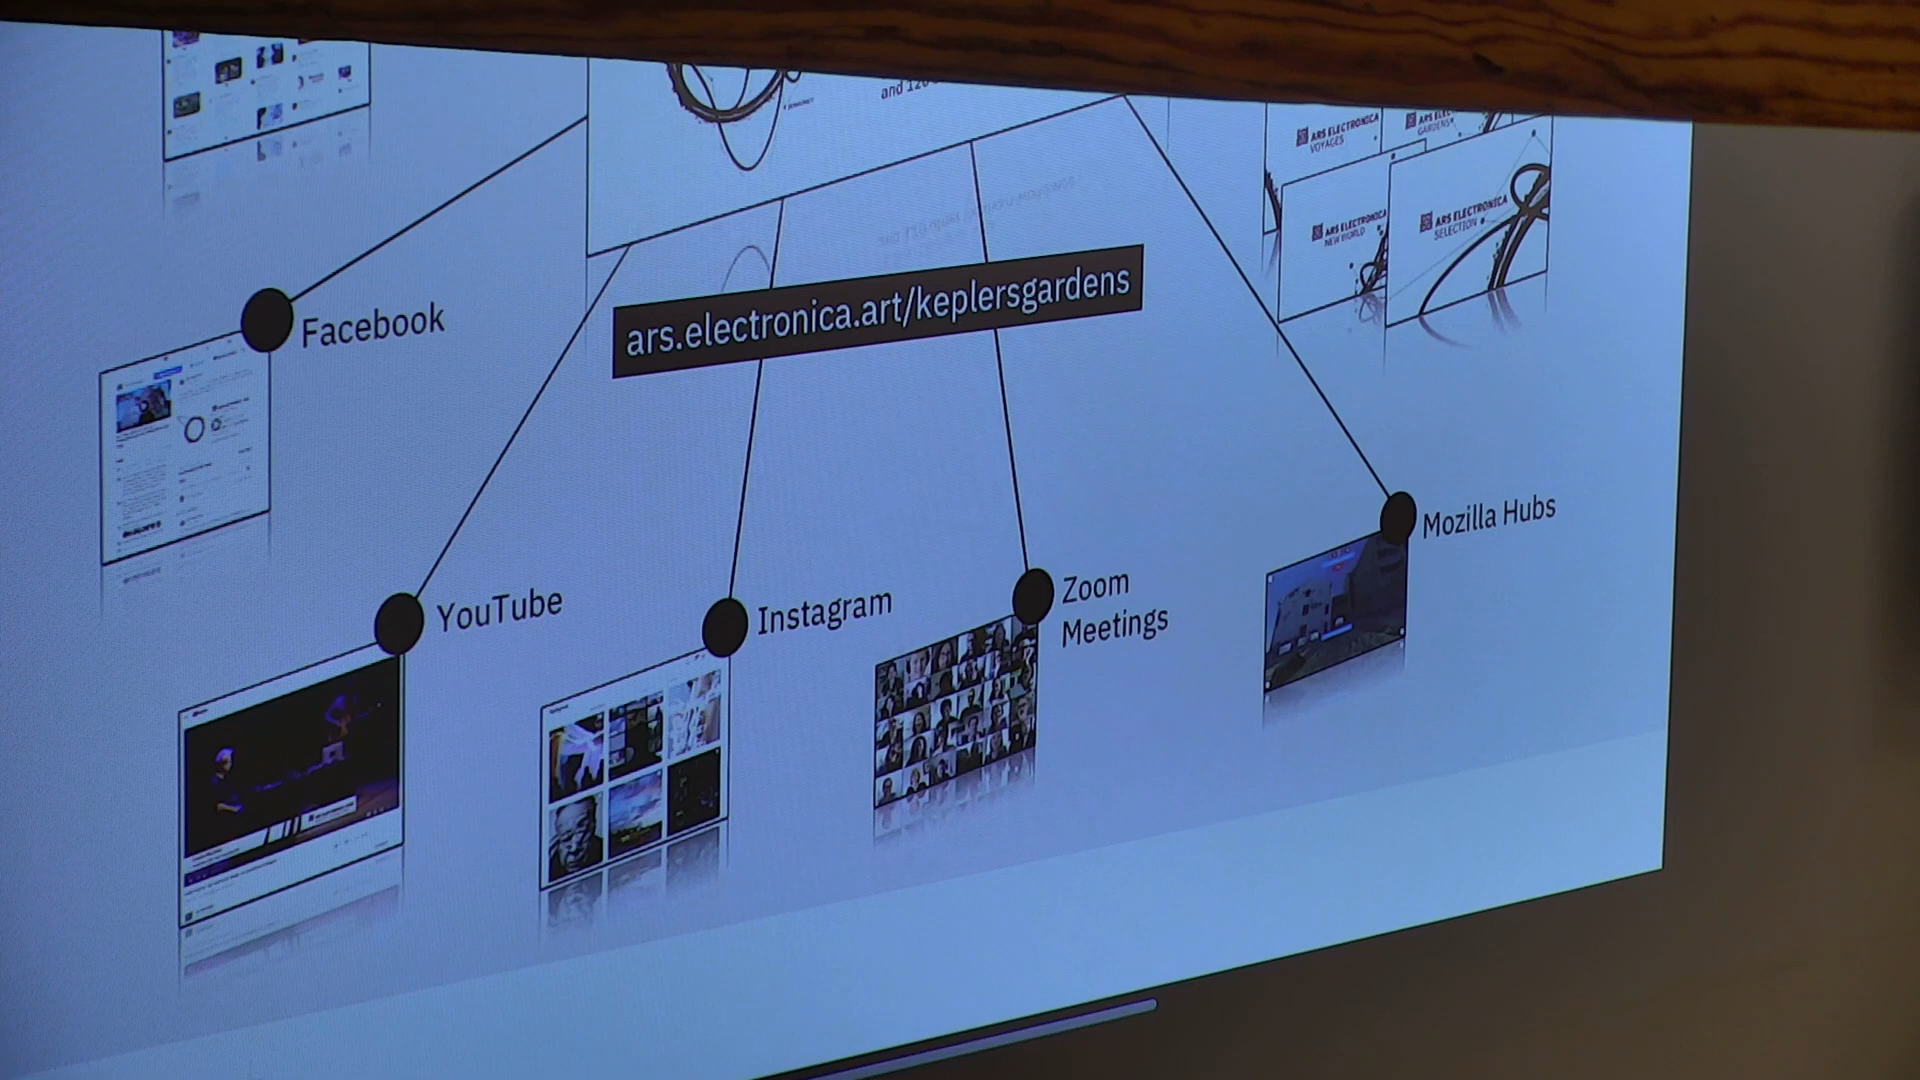 and 120
ARS ELECTRONICA
VOYAGES
ARS ELEC
GARDENS
ARS ELECTRONICA
NEW WORLD
ARS ELECTRONICA
SELECTION
ars.electronica.art/keplersgardens
Facebook
Mozilla Hubs
YouTube
Instagram
Zoom
Meetings